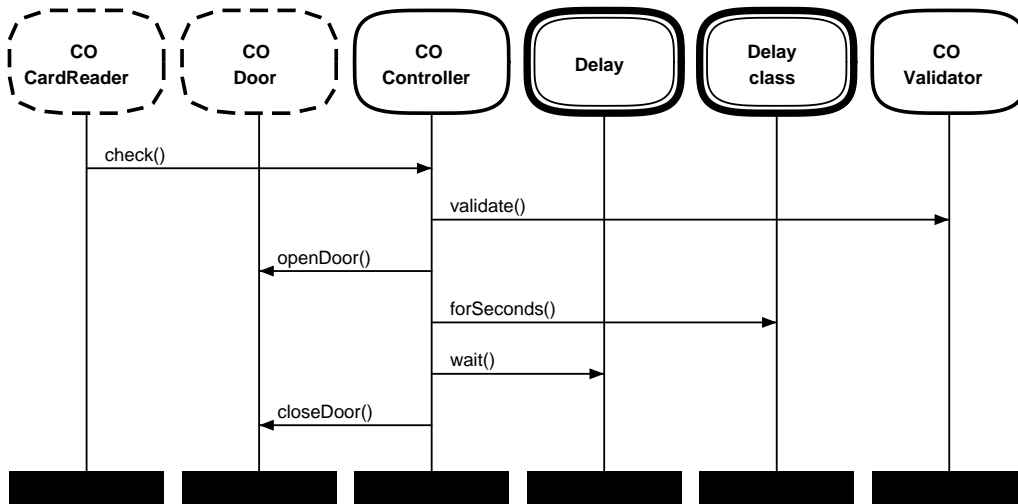 CO
CardReader
CO
Door
CO
Controller
Delay
Delay
class
CO
Validator
check()
validate()
openDoor()
forSeconds()
wait()
closeDoor()